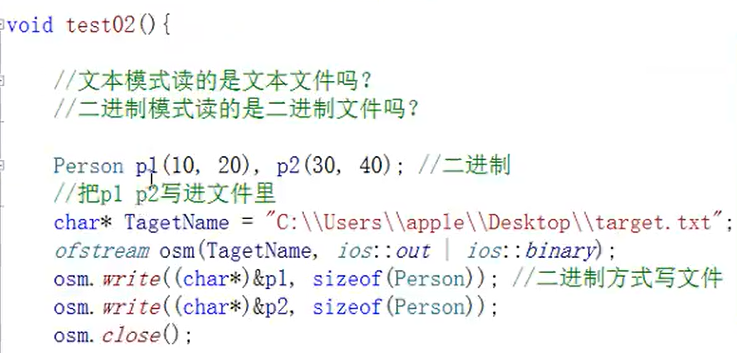 void test02(){
//文本模式读的是文本文件吗？
//二进制模式读的是二进制文件吗？
Person p1(10, 20), p2(30, 40); //二进制
//把p1 p2写进文件里
char* TagetName = "C:\\Users\\apple\\Desktop\\target.txt";
ofstream osm(TagetName, ios::out | ios::binary);
osm.write((char*)&p1, sizeof(Person)); //二进制方式写文件
osm.write((char*)&p2, sizeof(Person));
osm.close();